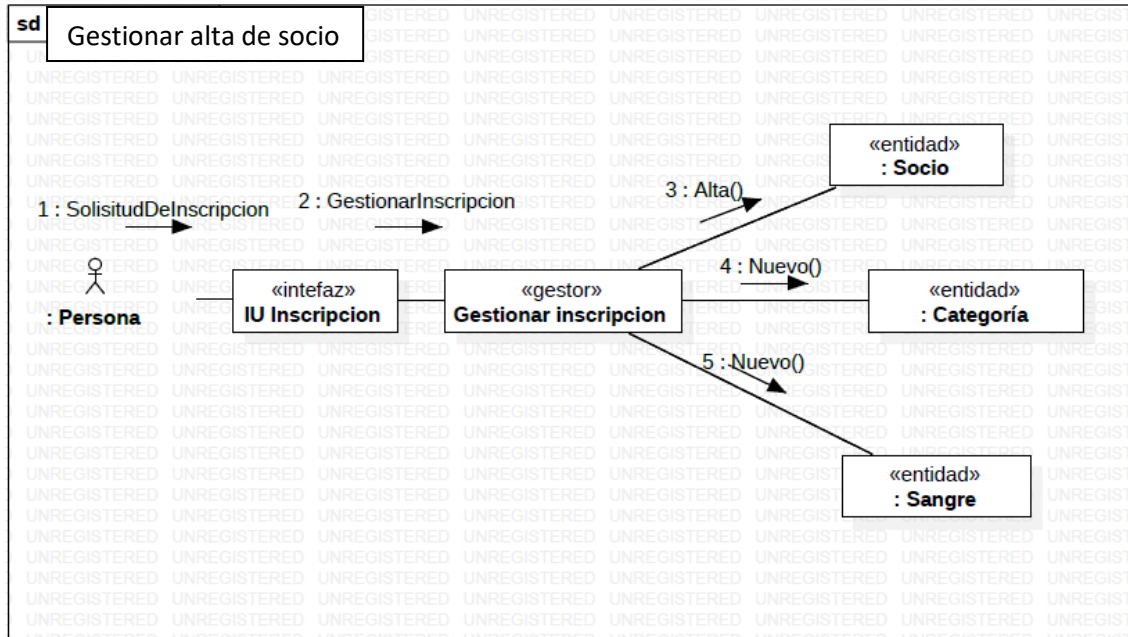 sd
Gestionar alta de socio
«entidad»
: Socio
3 : Alta()
1 : SolisitudDeInscripcion
2 : GestionarInscripcion
4 : Nuevo()
: Persona
«intefaz»
IU Inscripcion
«gestor»
Gestionar inscripcion
«entidad»
: Categoría
5 : Nuevo()
«entidad»
: Sangre
UNREGISTERED